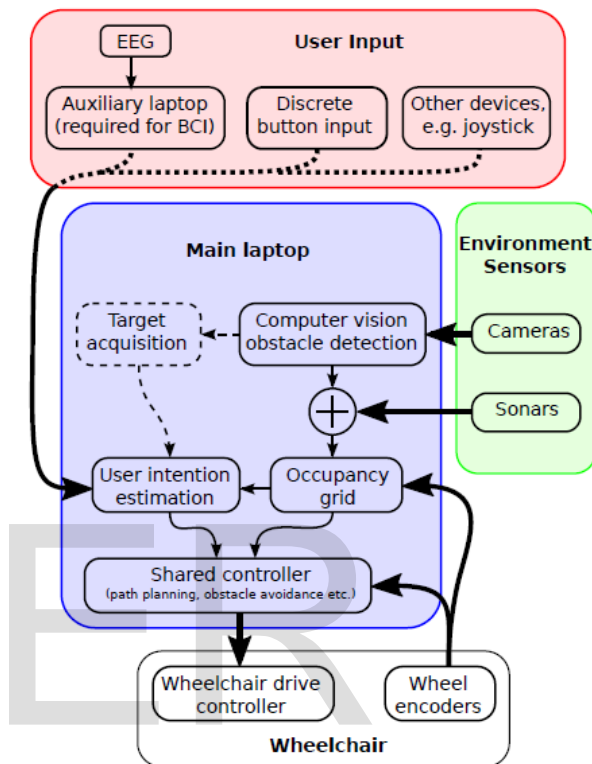 User Input
EEG
Auxiliary laptop
(required for BCI)
Discrete
button input
Other devices,
e.g. joystick
Main laptop
Environment
Sensors
Target
acquisition
Computer vision
obstacle detection
Cameras
Sonars
User intention
estimation
Occupancy
grid
Shared controller
(path planning, obstacle avoidance etc.)
Wheelchair drive
controller
Wheel
encoders
Wheelchair
ER